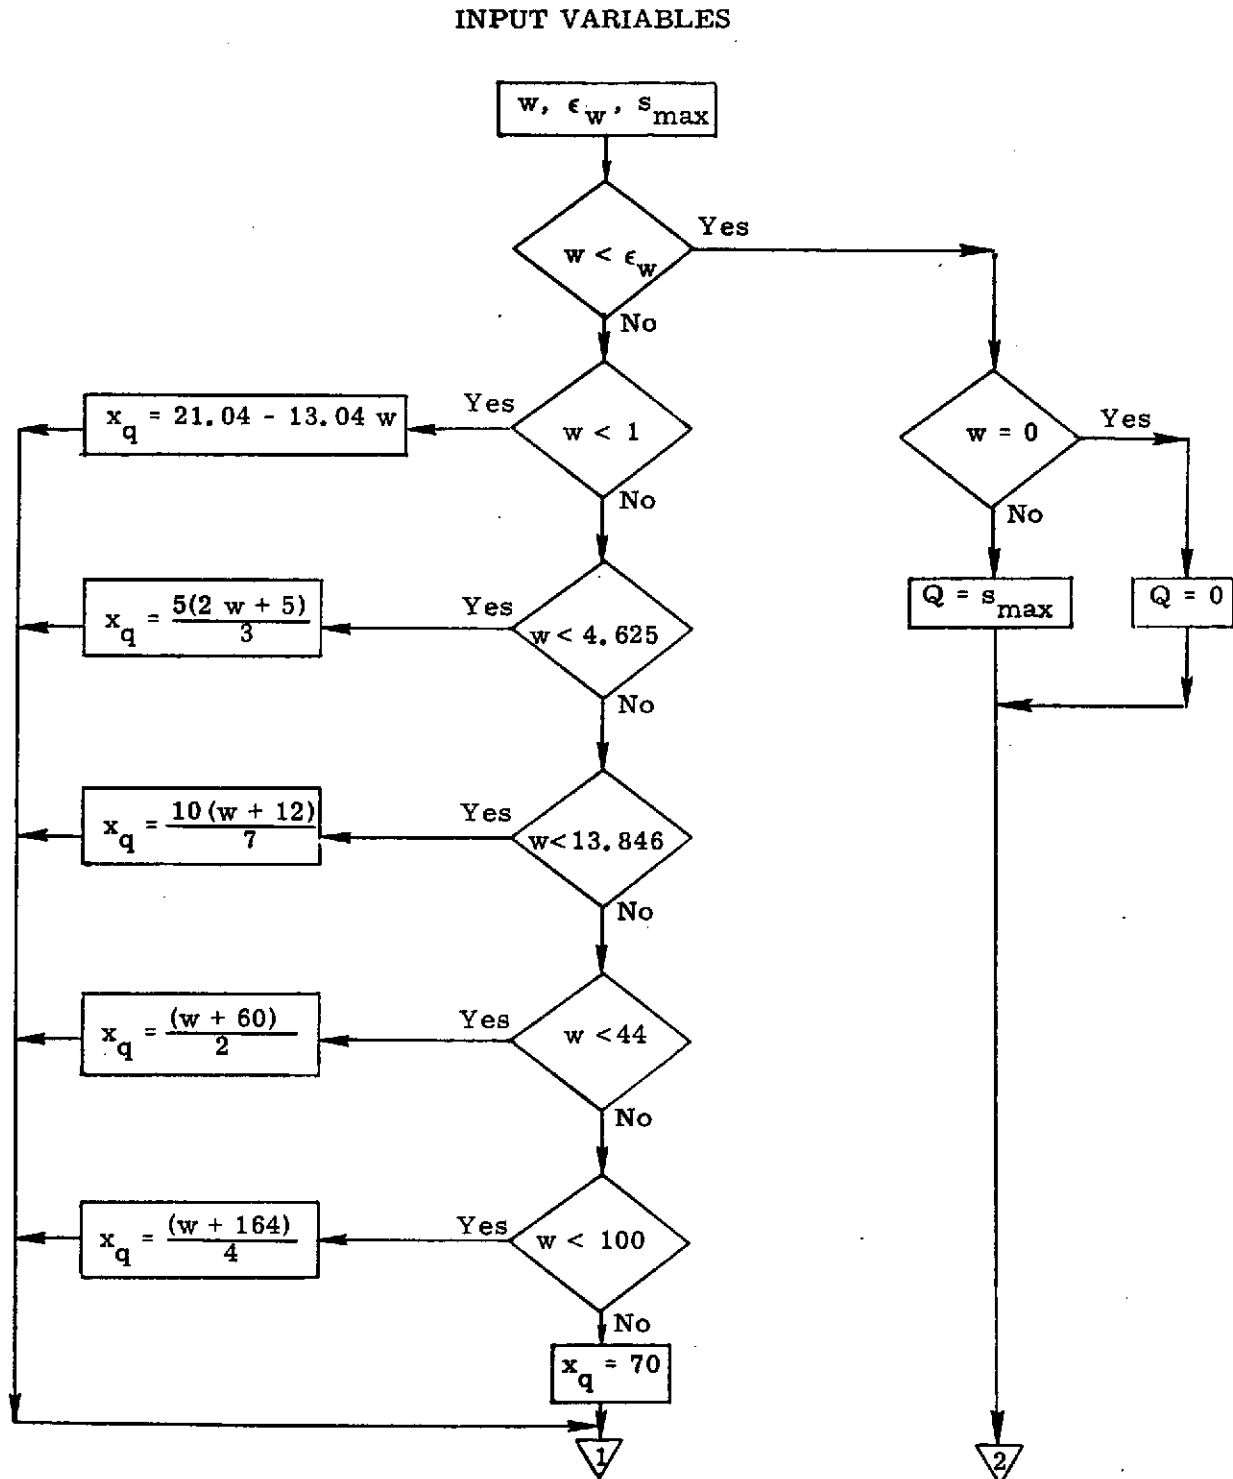 INPUT VARIABLES
w, ϵ_w, s_max
w < ϵ_w
Yes
No
w < 1
Yes
x_q = 21.04 - 13.04 w
No
w = 0
Yes
No
Q = s_max
Q = 0
w < 4.625
Yes
x_q = 5(2 w + 5)/3
No
w < 13.846
Yes
x_q = 10 (w + 12)/7
No
w < 44
Yes
x_q = (w + 60)/2
No
w < 100
Yes
x_q = (w + 164)/4
No
x_q = 70
1
2